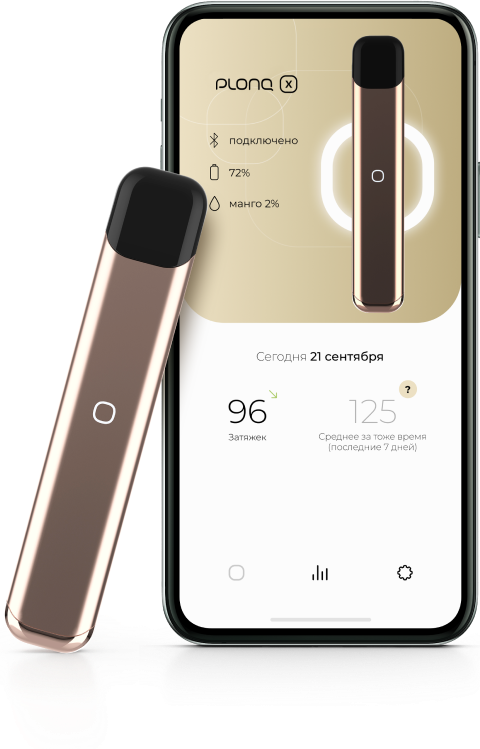 PLONQ X
подключено
72%
манго 2%
Сегодня 21 сентября
?
96
125
Затяжек
Среднее за тоже время
(последние 7 дней)